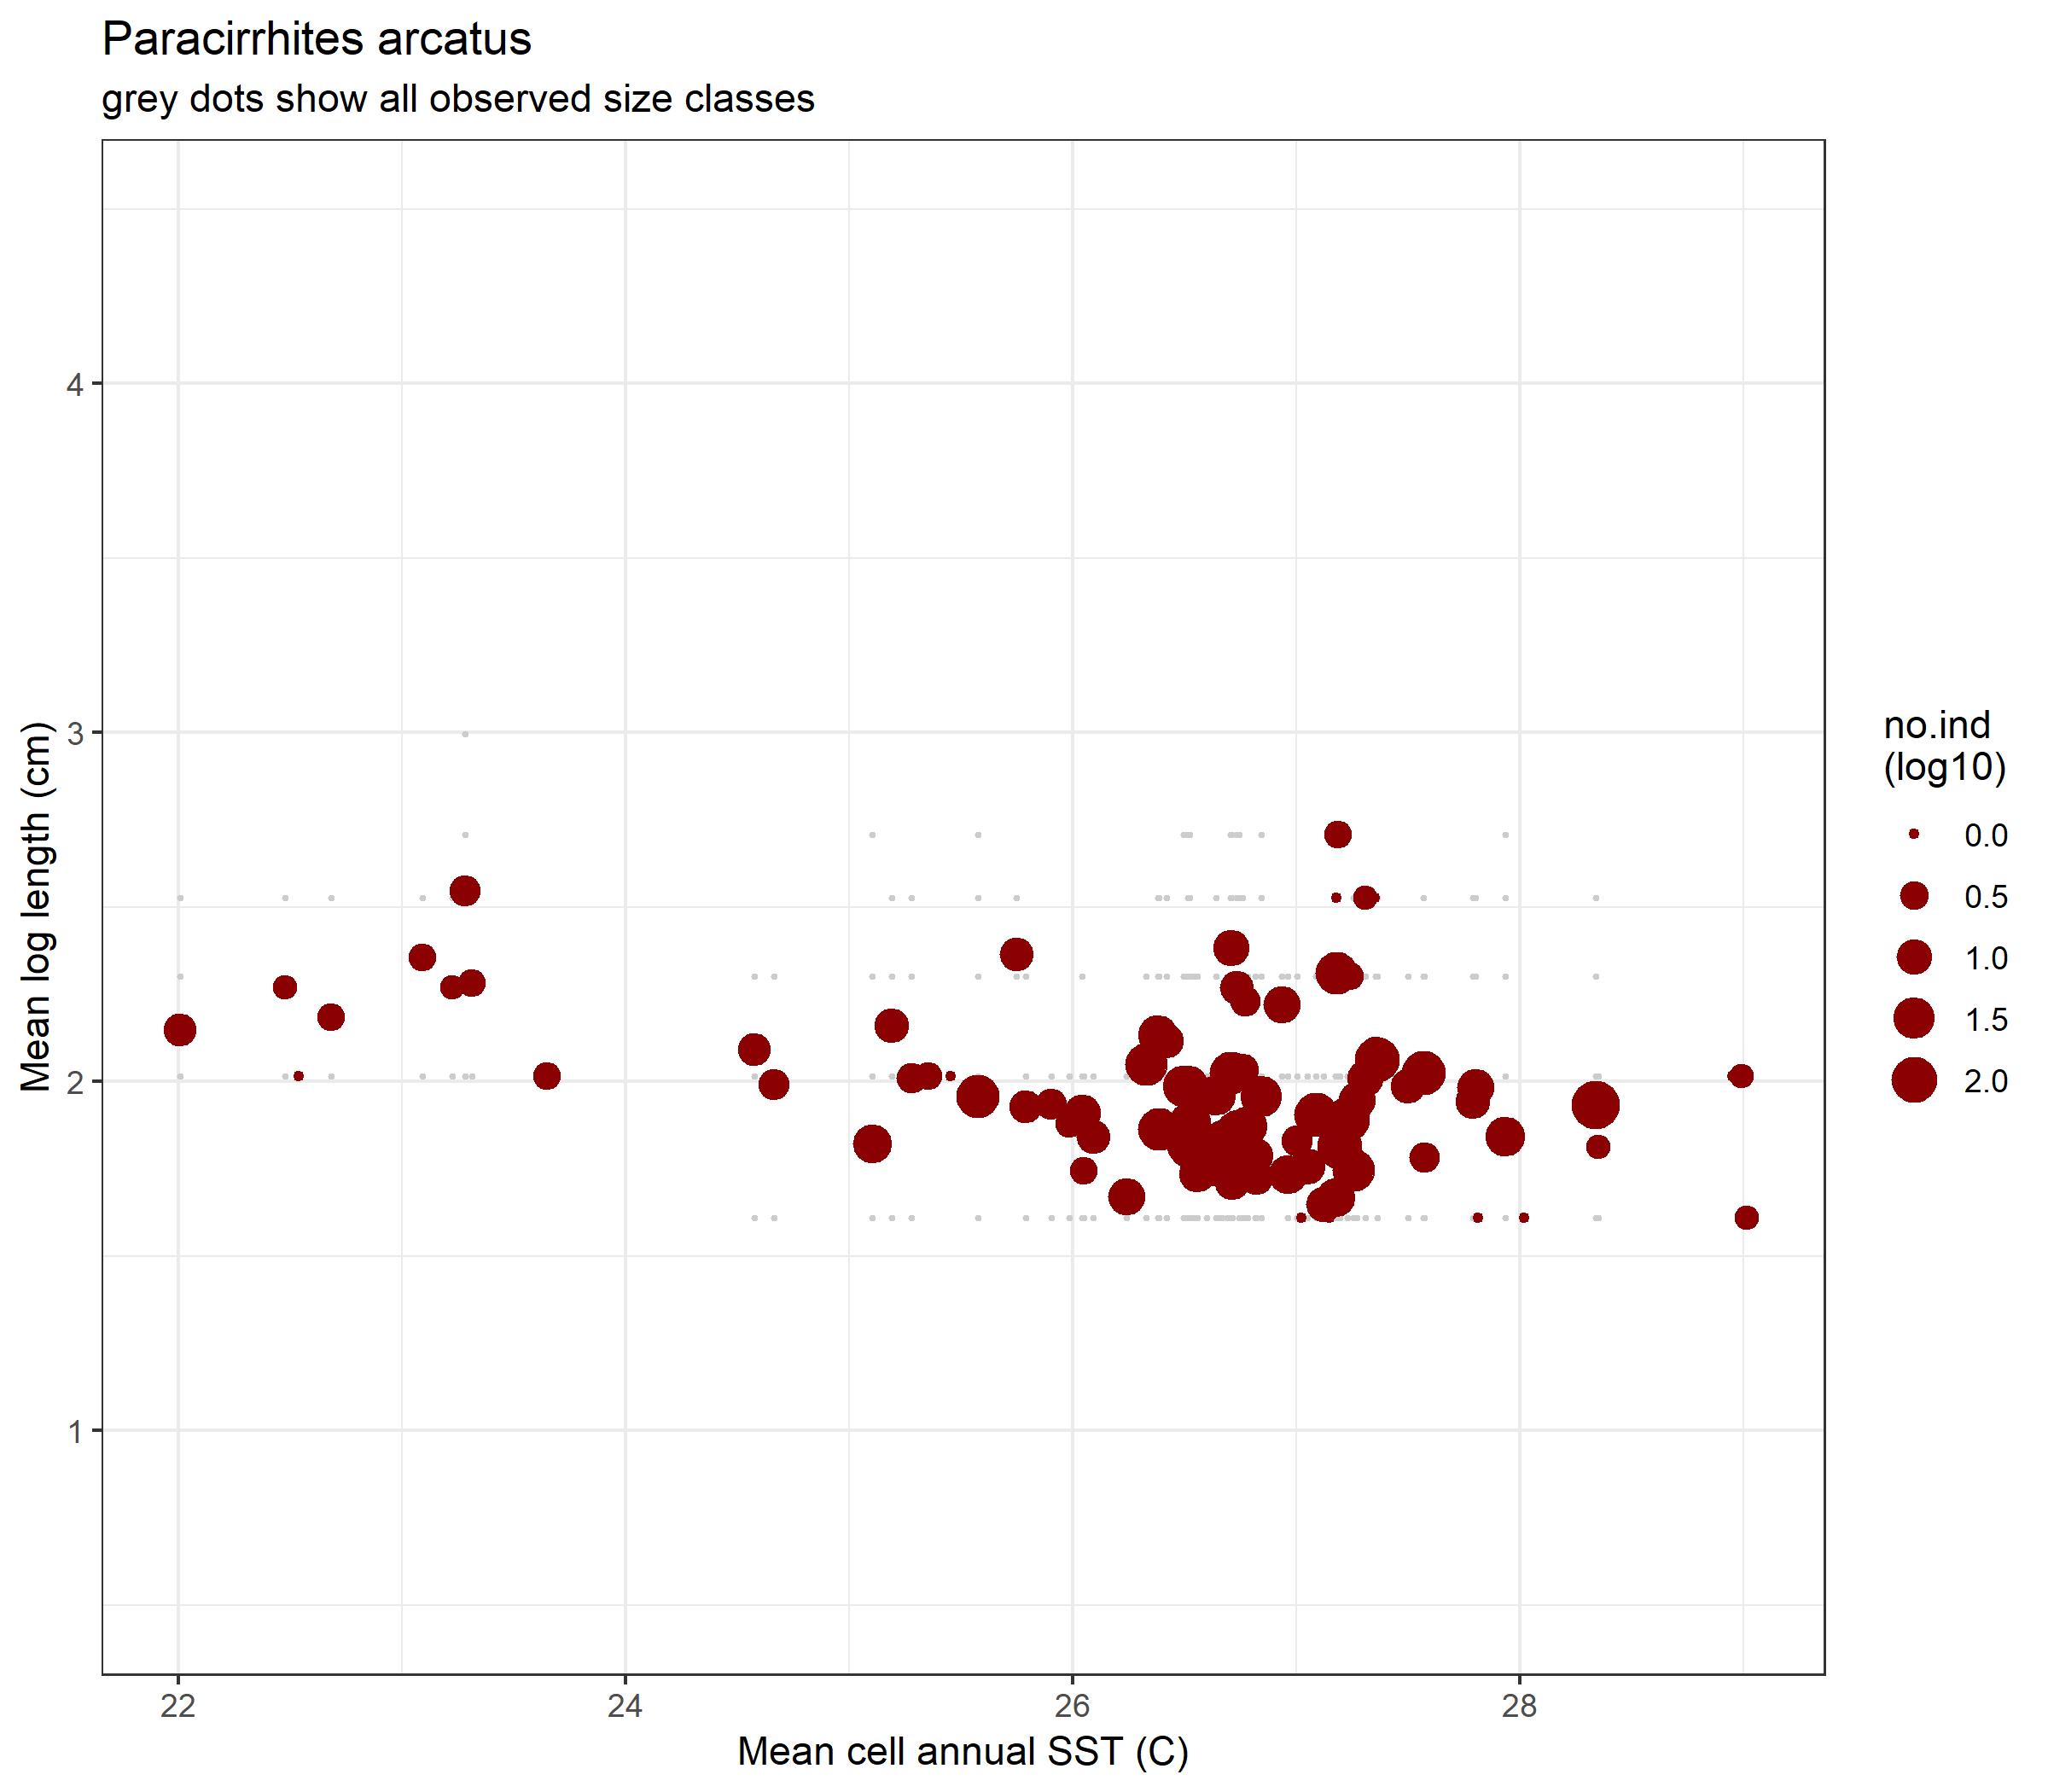 Paracirrhites arcatus
grey dots show all observed size classes
Mean log length (cm)
4
3
2
1
22
24
26
28
Mean cell annual SST (C)
no.ind
(log10)
0.0
0.5
1.0
1.5
2.0